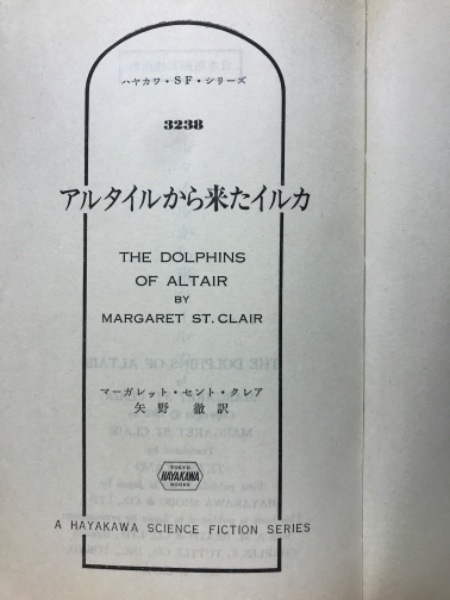 ハヤカワ・SF・シリーズ
3238
アルタイルから来たイルカ
THE DOLPHINS
OF ALTAIR
BY
MARGARET ST. CLAIR
マーガレット・セント・クレア
矢野 徹訳
TOKYO
HAYAKAWA
BOOKS
A HAYAKAWA SCIENCE FICTION SERIES